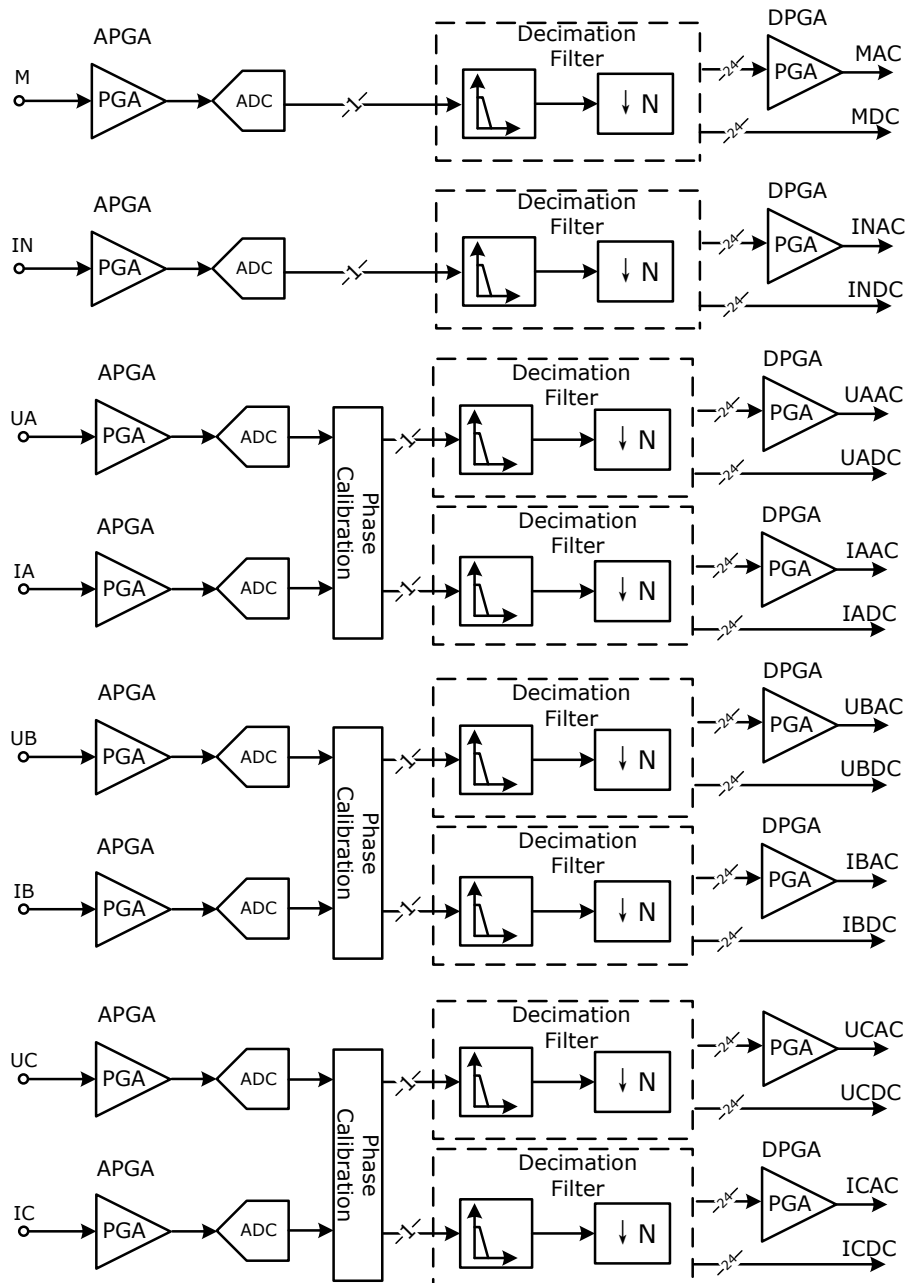 APGA
Decimation
Filter
DPGA
M
PGA
ADC
-1-
↓ N
-24-
PGA
MAC
-24-
MDC
APGA
Decimation
Filter
DPGA
IN
PGA
ADC
-1-
↓ N
-24-
PGA
INAC
-24-
INDC
APGA
Decimation
Filter
DPGA
UA
PGA
ADC
Phase
Calibration
-1-
↓ N
-24-
PGA
UAAC
-24-
UADC
APGA
Decimation
Filter
DPGA
IA
PGA
ADC
-1-
↓ N
-24-
PGA
IAAC
-24-
IADC
APGA
Decimation
Filter
DPGA
UB
PGA
ADC
Phase
Calibration
-1-
↓ N
-24-
PGA
UBAC
-24-
UBDC
APGA
Decimation
Filter
DPGA
IB
PGA
ADC
-1-
↓ N
-24-
PGA
IBAC
-24-
IBDC
APGA
Decimation
Filter
DPGA
UC
PGA
ADC
Phase
Calibration
-1-
↓ N
-24-
PGA
UCAC
-24-
UCDC
APGA
Decimation
Filter
DPGA
IC
PGA
ADC
-1-
↓ N
-24-
PGA
ICAC
-24-
ICDC